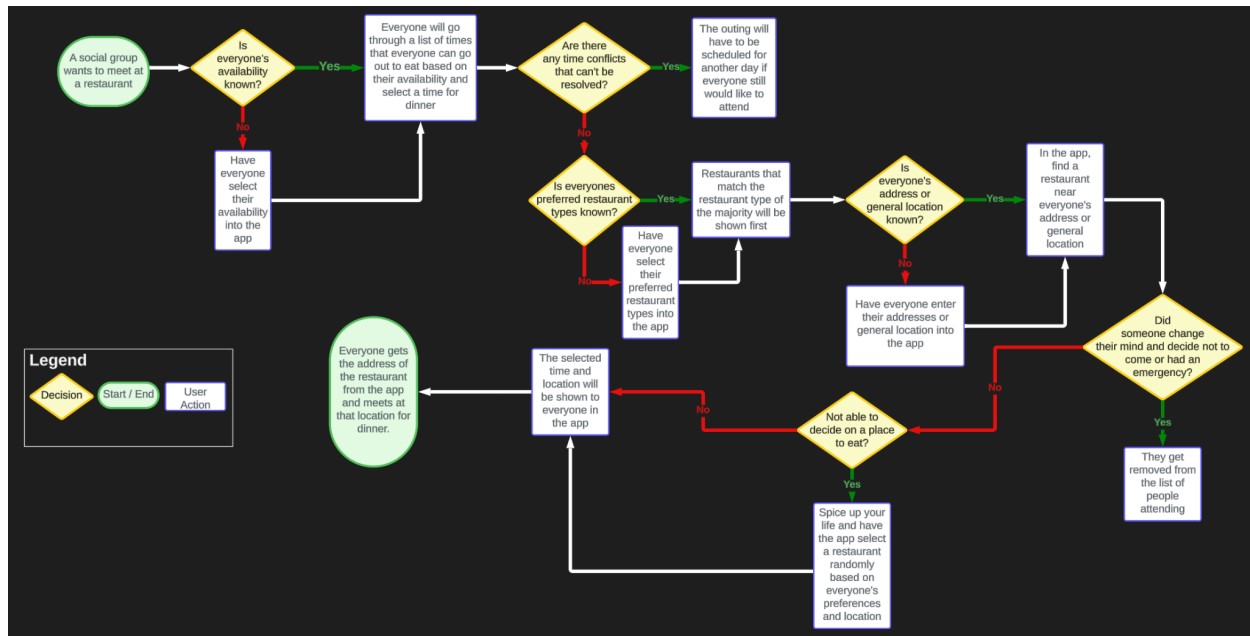 A social group
wants to meet at
a restaurant
Is
everyone's
availability
known?
Yes
No
Have
everyone
select
their
availability
into the
app
Everyone will go
through a list of times
that everyone can go
out to eat based on
their availability and
select a time for
dinner
Are there
any time conflicts
that can't be
resolved?
Yes
The outing will
have to be
scheduled for
another day if
everyone still
would like to
attend
No
Is everyones
preferred restaurant
types known?
Yes
No
Have
everyone
select
their
preferred
restaurant
types into
the app
Restaurants that
match the
restaurant type of
the majority will be
shown first
Is
everyone's
address or
general location
known?
Yes
No
Have everyone enter
their addresses or
general location into
the app
In the app,
find a
restaurant
near
everyone's
address or
general
location
Did
someone change
their mind and decide not to
come or had an
emergency?
Yes
They get
removed from
the list of
people
attending
No
Not able to
decide on a place
to eat?
Yes
Spice up your
life and have
the app select
a restaurant
randomly
based on
everyone's
preferences
and location
No
The selected
time and
location will
be shown to
everyone in
the app
Everyone gets
the address of
the restaurant
from the app
and meets at
that location for
dinner.
Legend
Decision
Start / End
User
Action